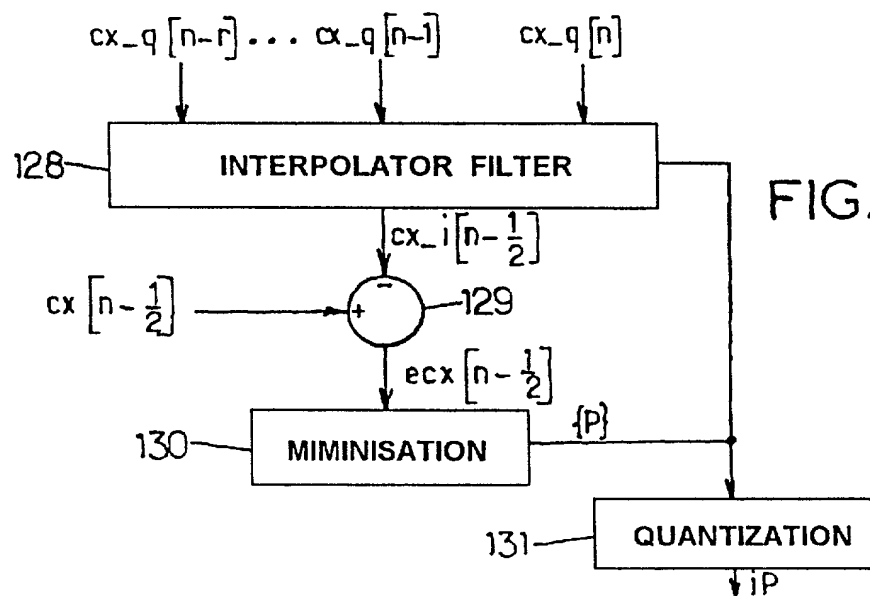 cx_q[n-r] ... cx_q[n-1] cx_q[n]
128 INTERPOLATOR FILTER
FIG.
cx_i[n-1/2]
cx[n-1/2] + - 129
ecx[n-1/2]
130 MIMINISATION {P}
131 QUANTIZATION
iP